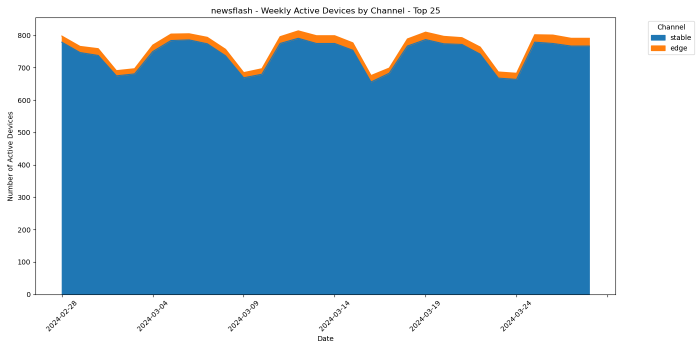 newsflash - Weekly Active Devices by Channel - Top 25
Channel
stable
edge
Number of Active Devices
800
700
600
500
400
300
200
100
0
2024-02-28
2024-03-04
2024-03-09
2024-03-14
2024-03-19
2024-03-24
Date